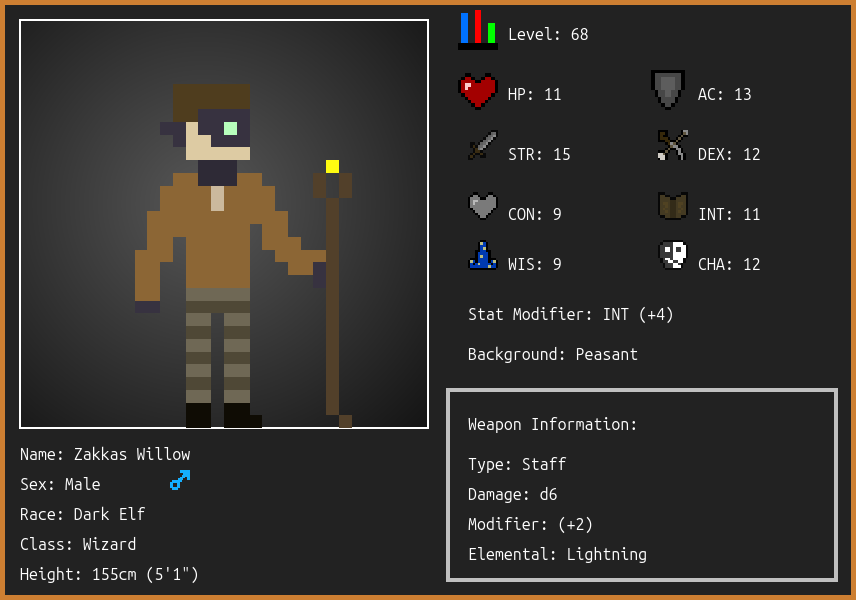 Level: 68
HP: 11
AC: 13
STR: 15
DEX: 12
CON: 9
INT: 11
WIS: 9
CHA: 12
Stat Modifier: INT (+4)
Background: Peasant
Weapon Information:
Type: Staff
Damage: d6
Modifier: (+2)
Elemental: Lightning
Name: Zakkas Willow
Sex: Male
Race: Dark Elf
Class: Wizard
Height: 155cm (5'1")